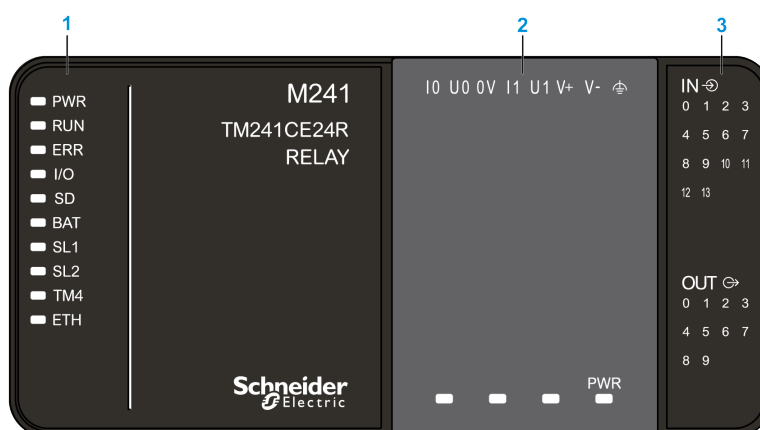 1
2
3
PWR
RUN
ERR
I/O
SD
BAT
SL1
SL2
TM4
ETH
M241
TM241CE24R
RELAY
Schneider
Electric
I0 U0 0V I1 U1 V+ V-
PWR
IN
0 1 2 3
4 5 6 7
8 9 10 11
12 13
OUT
0 1 2 3
4 5 6 7
8 9